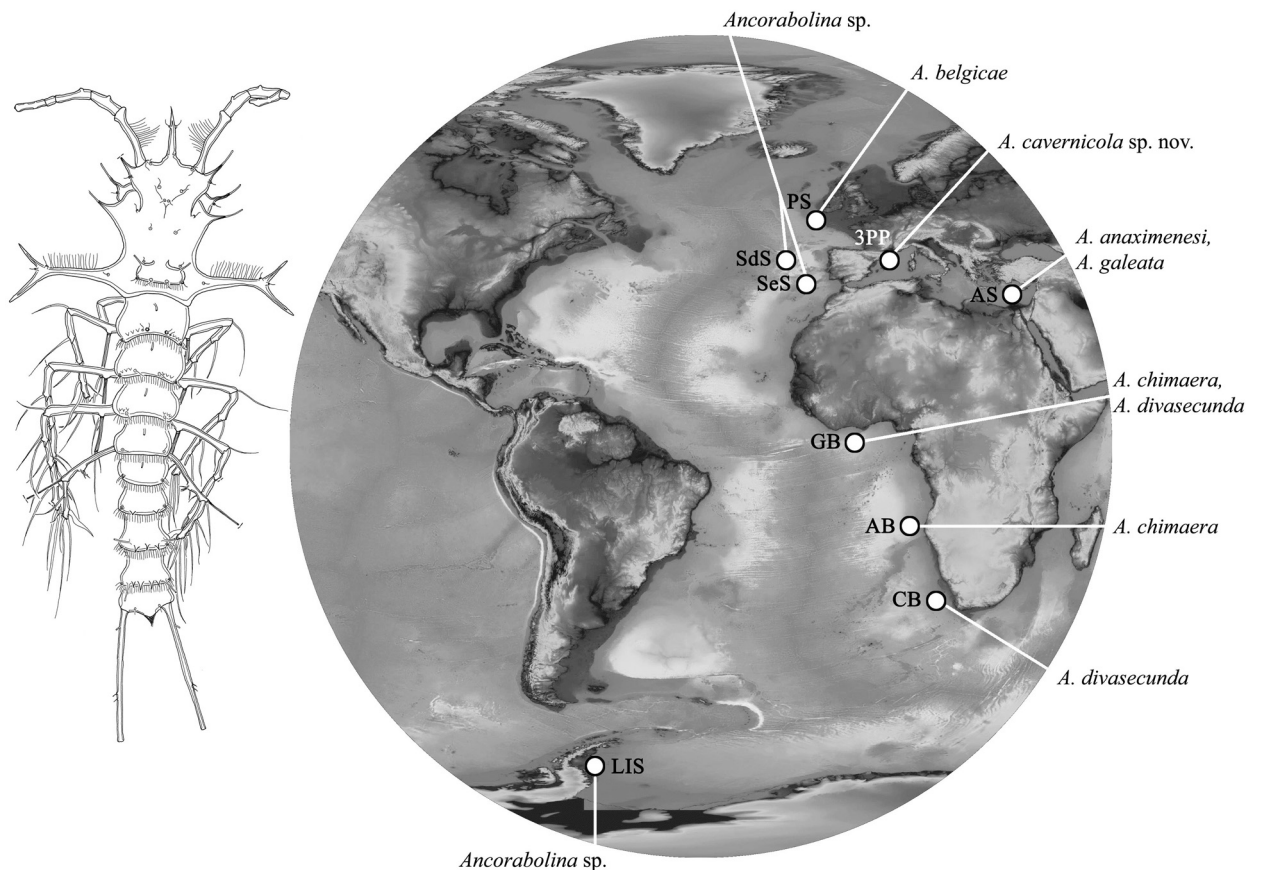 Ancorabolina sp.
A. belgicae
A. cavernicola sp. nov.
PS
3PP
A. anaximenesi,
A. galeata
SdS
SeS
AS
A. chimaera,
A. divasecunda
GB
AB
A. chimaera
CB
A. divasecunda
LIS
Ancorabolina sp.